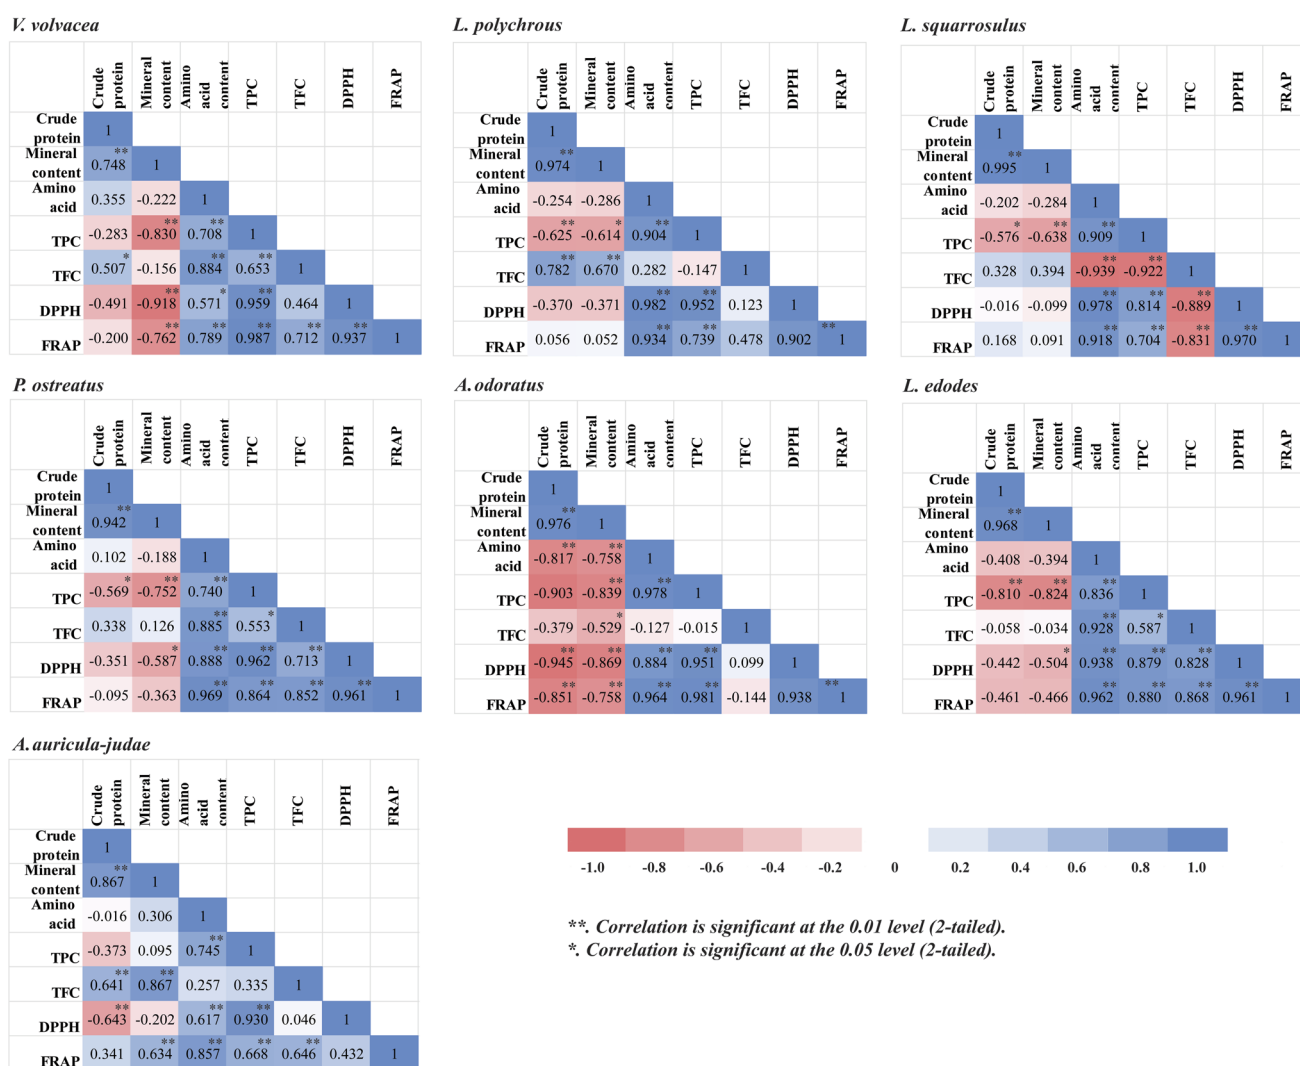 V. volvacea
Crude protein
Mineral content
Amino acid content
TPC
TFC
DPPH
FRAP
Crude protein 1
Mineral content 0.748** 1
Amino acid 0.355 -0.222 1
TPC -0.283 -0.830** 0.708** 1
TFC 0.507* -0.156 0.884** 0.653** 1
DPPH -0.491 -0.918** 0.571* 0.959** 0.464 1
FRAP -0.200 -0.762** 0.789** 0.987** 0.712** 0.937** 1
L. polychrous
Crude protein
Mineral content
Amino acid content
TPC
TFC
DPPH
FRAP
Crude protein 1
Mineral content 0.974** 1
Amino acid -0.254 -0.286 1
TPC -0.625** -0.614* 0.904** 1
TFC 0.782** 0.670** 0.282 -0.147 1
DPPH -0.370 -0.371 0.982** 0.952** 0.123 1
FRAP 0.056 0.052 0.934** 0.739** 0.478 0.902 1**
L. squarrosulus
Crude protein
Mineral content
Amino acid content
TPC
TFC
DPPH
FRAP
Crude protein 1
Mineral content 0.995** 1
Amino acid -0.202 -0.284 1
TPC -0.576* -0.638** 0.909** 1
TFC 0.328 0.394 -0.939** -0.922** 1
DPPH -0.016 -0.099 0.978** 0.814** -0.889** 1
FRAP 0.168 0.091 0.918** 0.704** -0.831** 0.970** 1
P. ostreatus
Crude protein
Mineral content
Amino acid content
TPC
TFC
DPPH
FRAP
Crude protein 1
Mineral content 0.942** 1
Amino acid 0.102 -0.188 1
TPC -0.569* -0.752** 0.740** 1
TFC 0.338 0.126 0.885** 0.553* 1
DPPH -0.351 -0.587* 0.888** 0.962** 0.713** 1
FRAP -0.095 -0.363 0.969** 0.864** 0.852** 0.961** 1
A. odoratus
Crude protein
Mineral content
Amino acid content
TPC
TFC
DPPH
FRAP
Crude protein 1
Mineral content 0.976** 1
Amino acid -0.817** -0.758** 1
TPC -0.903 -0.839** 0.978** 1
TFC -0.379 -0.529* -0.127 -0.015 1
DPPH -0.945** -0.869** 0.884** 0.951** 0.099 1
FRAP -0.851** -0.758** 0.964** 0.981** -0.144 0.938 1**
L. edodes
Crude protein
Mineral content
Amino acid content
TPC
TFC
DPPH
FRAP
Crude protein 1
Mineral content 0.968** 1
Amino acid -0.408 -0.394 1
TPC -0.810** -0.824** 0.836** 1
TFC -0.058 -0.034 0.928** 0.587* 1
DPPH -0.442 -0.504* 0.938** 0.879** 0.828** 1
FRAP -0.461 -0.466 0.962** 0.880** 0.868** 0.961** 1
A. auricula-judae
Crude protein
Mineral content
Amino acid content
TPC
TFC
DPPH
FRAP
Crude protein 1
Mineral content 0.867** 1
Amino acid -0.016 0.306 1
TPC -0.373 0.095 0.745** 1
TFC 0.641** 0.867** 0.257 0.335 1
DPPH -0.643** -0.202 0.617** 0.930** 0.046 1
FRAP 0.341 0.634** 0.857** 0.668** 0.646** 0.432 1
-1.0 -0.8 -0.6 -0.4 -0.2 0 0.2 0.4 0.6 0.8 1.0
**. Correlation is significant at the 0.01 level (2-tailed).
*. Correlation is significant at the 0.05 level (2-tailed).